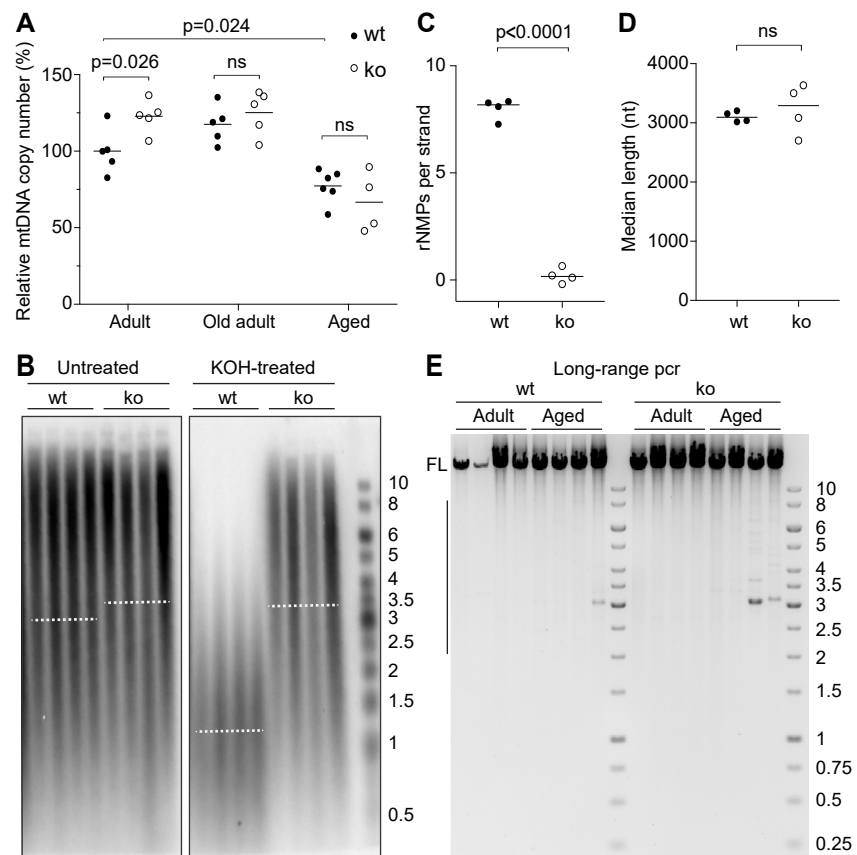 A
p=0.024
wt
ko
p=0.026
ns
ns
Relative mtDNA copy number (%)
150
100
50
0
Adult
Old adult
Aged
C
p<0.0001
rNMPs per strand
10
5
0
wt
ko
D
ns
Median length (nt)
4000
3000
2000
1000
0
wt
ko
B
Untreated
KOH-treated
wt
ko
wt
ko
10
8
6
5
4
3.5
3
2.5
2
1.5
1
0.5
E
Long-range pcr
wt
ko
Adult
Aged
Adult
Aged
FL
10
8
6
5
4
3.5
3
2.5
2
1.5
1
0.75
0.5
0.25